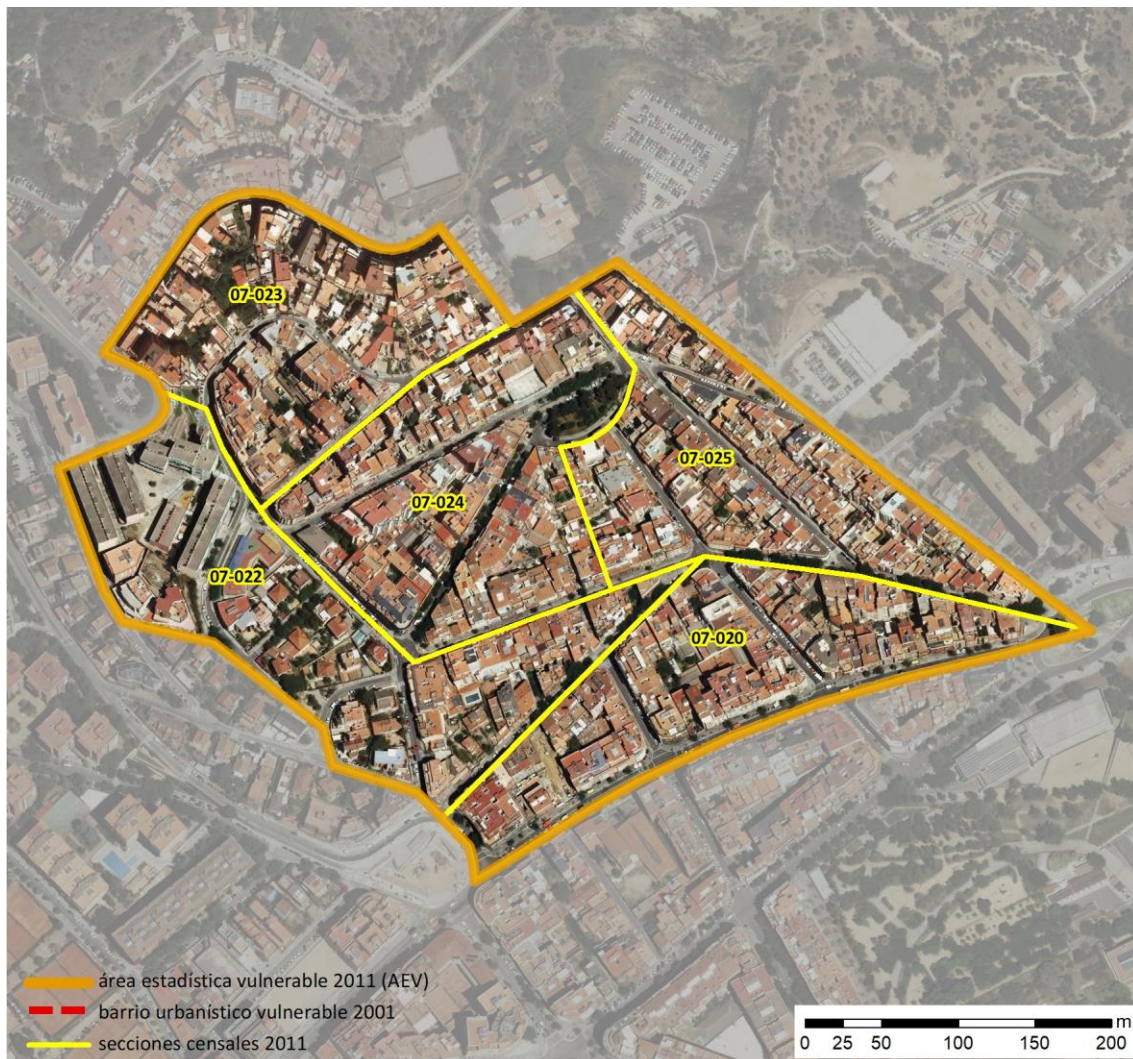 07-023
07-025
07-024
07-022
07-020
área estadística vulnerable 2011 (AEV)
barrio urbanístico vulnerable 2001
secciones censales 2011
m
0 25 50 100 150 200